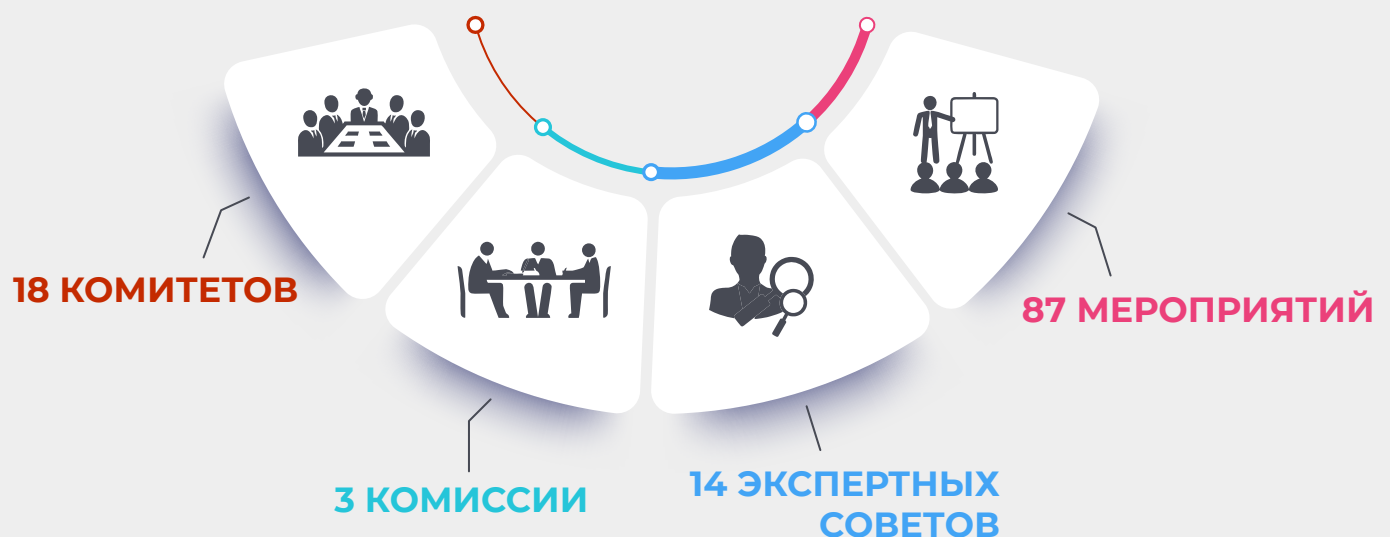 18 КОМИТЕТОВ
3 КОМИССИИ
14 ЭКСПЕРТНЫХ
СОВЕТОВ
87 МЕРОПРИЯТИЙ